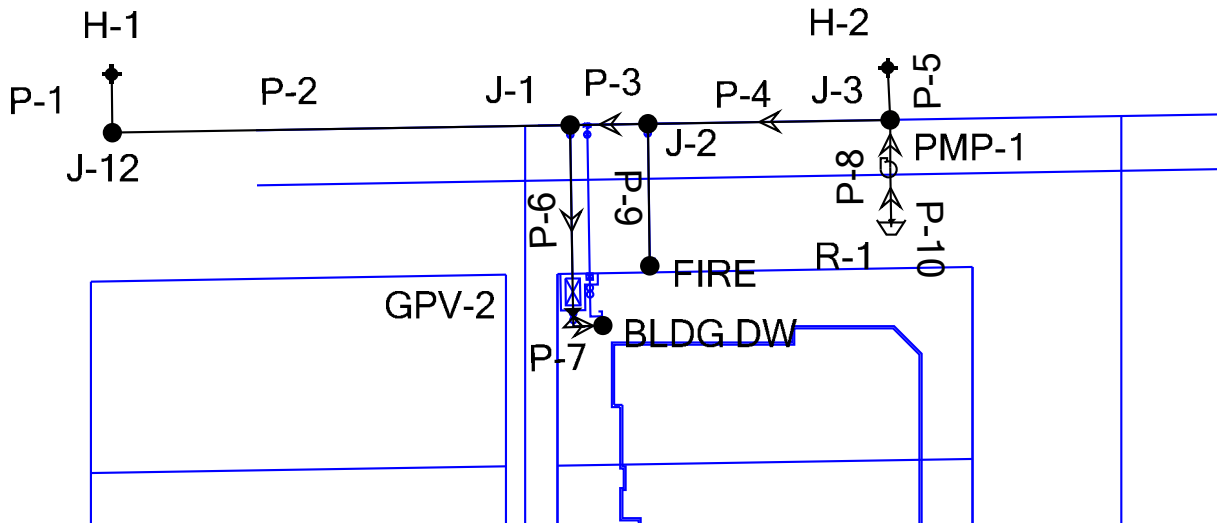 H-1
H-2
P-1
P-2
J-1
P-3
P-4
J-3
P-5
J-12
J-2
PMP-1
P-8
P-6
P-9
P-10
R-1
FIRE
GPV-2
BLDG DW
P-7